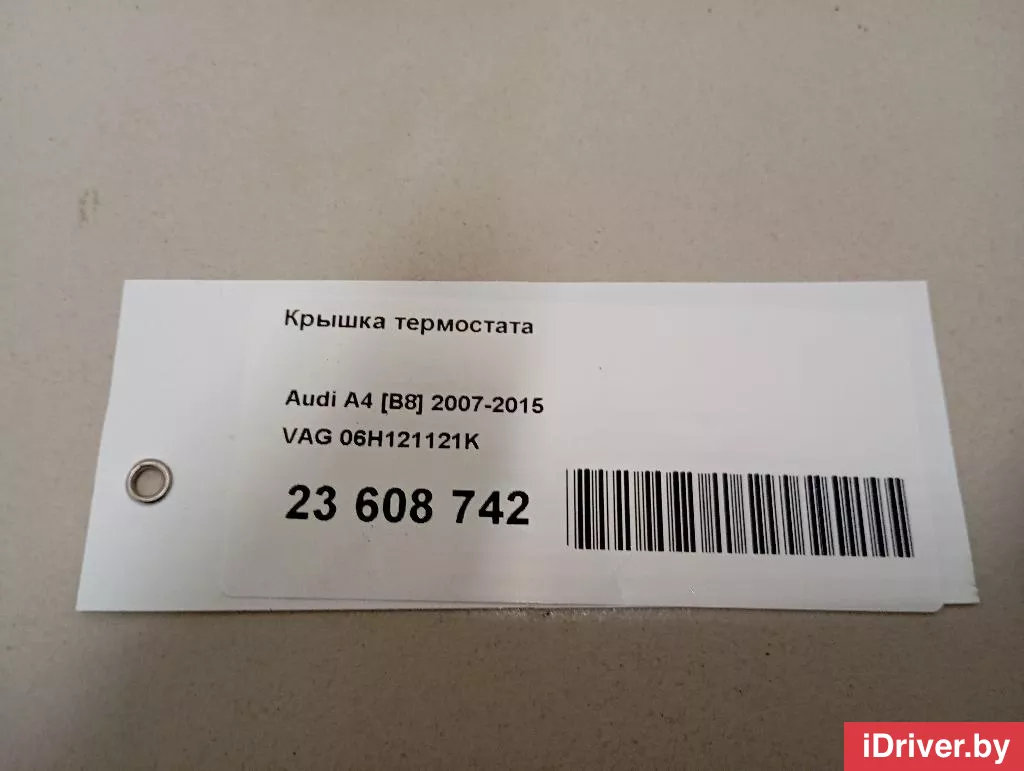 Крышка термостата
Audi A4 [B8] 2007-2015
VAG 06H121121K
23 608 742
iDriver.by